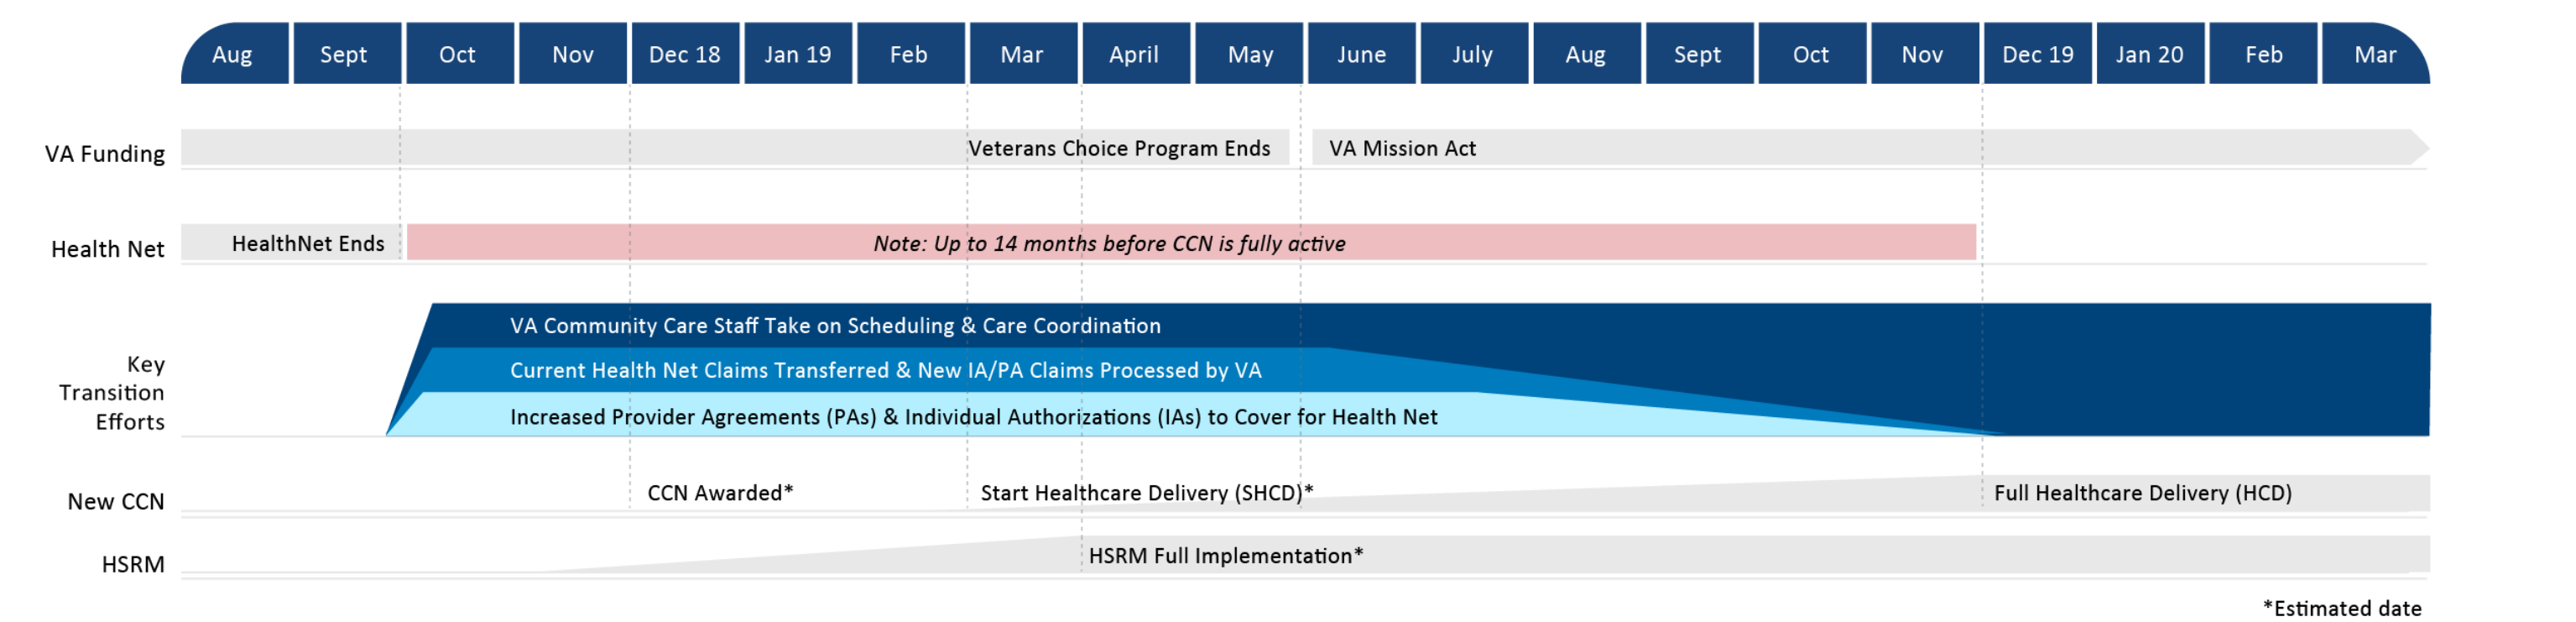 Aug Sept Oct Nov Dec 18 Jan 19 Feb Mar April May June July Aug Sept Oct Nov Dec 19 Jan 20 Feb Mar
VA Funding Veterans Choice Program Ends VA Mission Act
Health Net HealthNet Ends Note: Up to 14 months before CCN is fully active
Key
Transition
Efforts
VA Community Care Staff Take on Scheduling & Care Coordination
Current Health Net Claims Transferred & New IA/PA Claims Processed by VA
Increased Provider Agreements (PAs) & Individual Authorizations (IAs) to Cover for Health Net
New CCN CCN Awarded* Start Healthcare Delivery (SHCD)* Full Healthcare Delivery (HCD)
HSRM HSRM Full Implementation*
*Estimated date